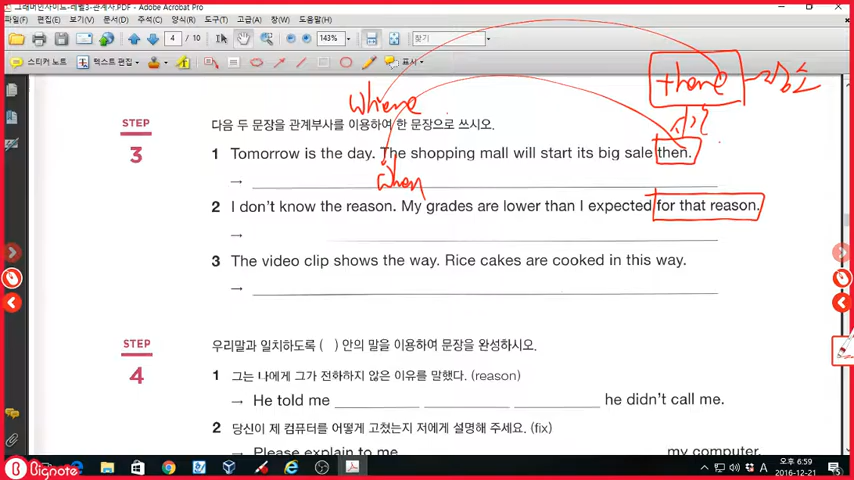 그래머인사이드-레벨3-관계사.PDF - Adobe Acrobat Pro
파일(F) 편집(E) 보기(V) 문서(D) 주석(C) 양식(R) 도구(T) 고급(A) 창(W) 도움말(H)
4 / 10 143% 찾기
스티커 노트 텍스트 편집 표시
there 장소
where
STEP 3
다음 두 문장을 관계부사를 이용하여 한 문장으로 쓰시오.
1 Tomorrow is the day. The shopping mall will start its big sale then.
→
when
2 I don't know the reason. My grades are lower than I expected for that reason.
→
3 The video clip shows the way. Rice cakes are cooked in this way.
→
STEP 4
우리말과 일치하도록 ( ) 안의 말을 이용하여 문장을 완성하시오.
1 그는 나에게 그가 전화하지 않은 이유를 말했다. (reason)
→ He told me he didn't call me.
2 당신이 제 컴퓨터를 어떻게 고쳤는지 저에게 설명해 주세요. (fix)
Please explain to me my computer.
Bignote
A 오후 6:59
2016-12-21